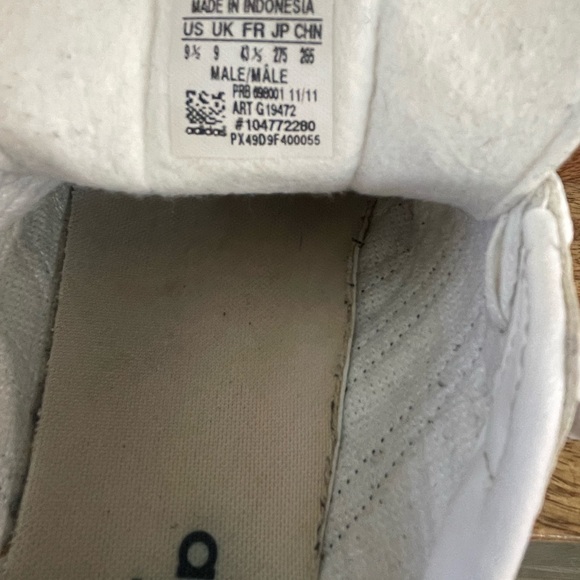 MADE IN INDONESIA
US UK FR JP CHN
9½ 9 43⅓ 275 265
MALE/MÂLE
PRB 698001 11/11
ART G19472
#104772280
adidas
PX49D9F400055